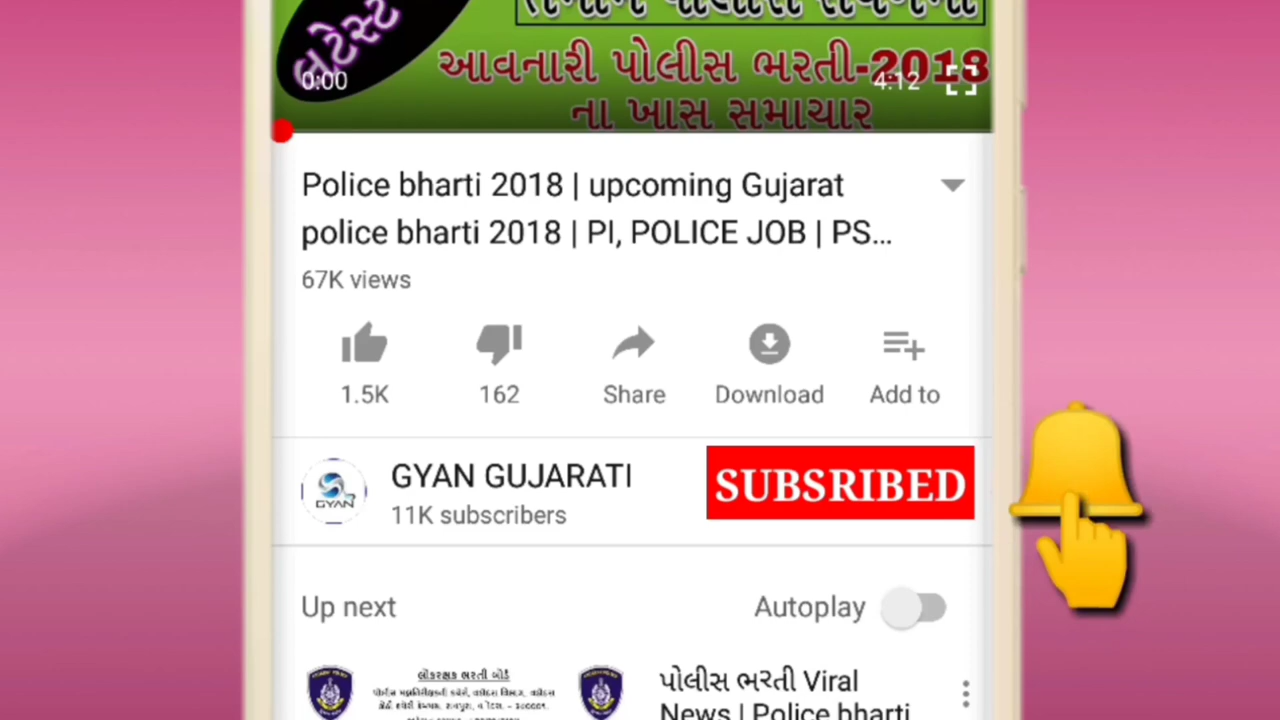 લેટેસ્ટ
તમામ પોલીસ
આવનારી પોલીસ ભરતી-2018
0:00
4:12
ના ખાસ સમાચાર
Police bharti 2018 | upcoming Gujarat
police bharti 2018 | PI, POLICE JOB | PS...
67K views
1.5K
162
Share
Download
Add to
GYAN
GYAN GUJARATI
SUBSRIBED
11K subscribers
Up next
Autoplay
લોકરક્ષક ભરતી બોર્ડ
પોલીસ ભરતી Viral
News | Police bharti